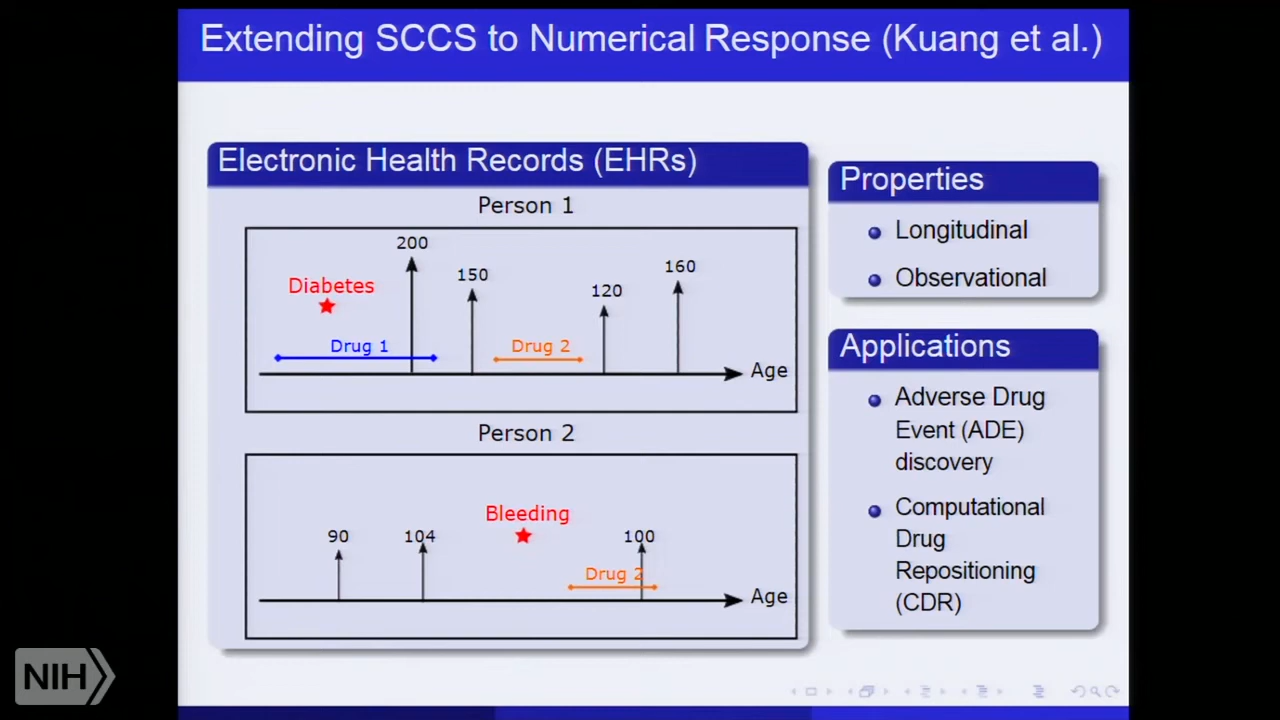 Extending SCCS to Numerical Response (Kuang et al.)
Electronic Health Records (EHRs)
Person 1
200
150
160
120
Diabetes
Drug 1
Drug 2
Age
Person 2
90
104
Bleeding
100
Drug 2
Age
Properties
Longitudinal
Observational
Applications
Adverse Drug
Event (ADE)
discovery
Computational
Drug
Repositioning
(CDR)
NIH